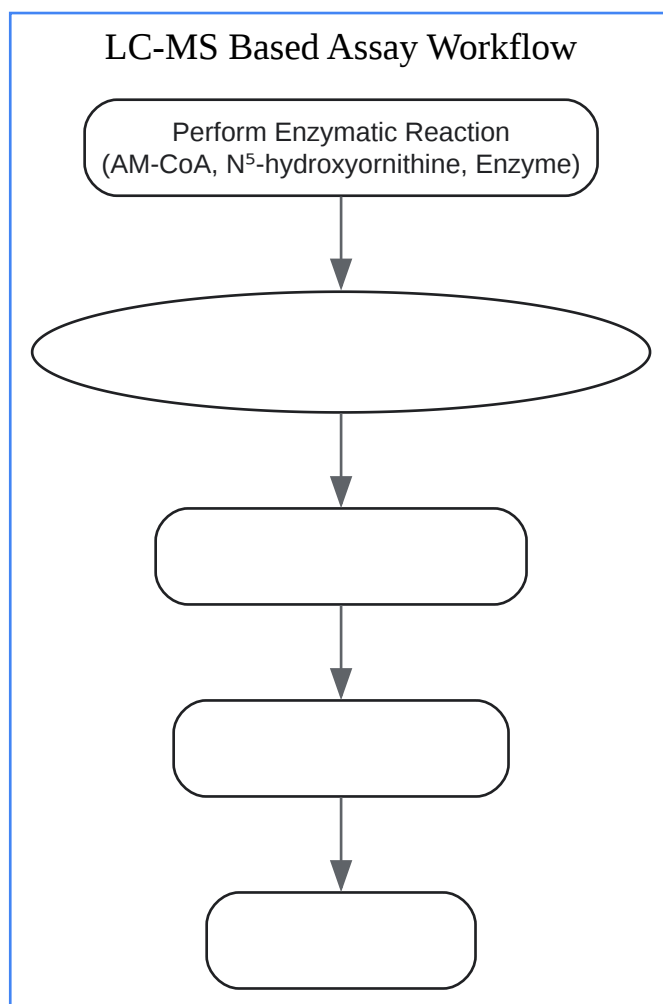 LC-MS Based Assay Workflow
Perform Enzymatic Reaction
(AM-CoA, N⁵-hydroxyornithine, Enzyme)